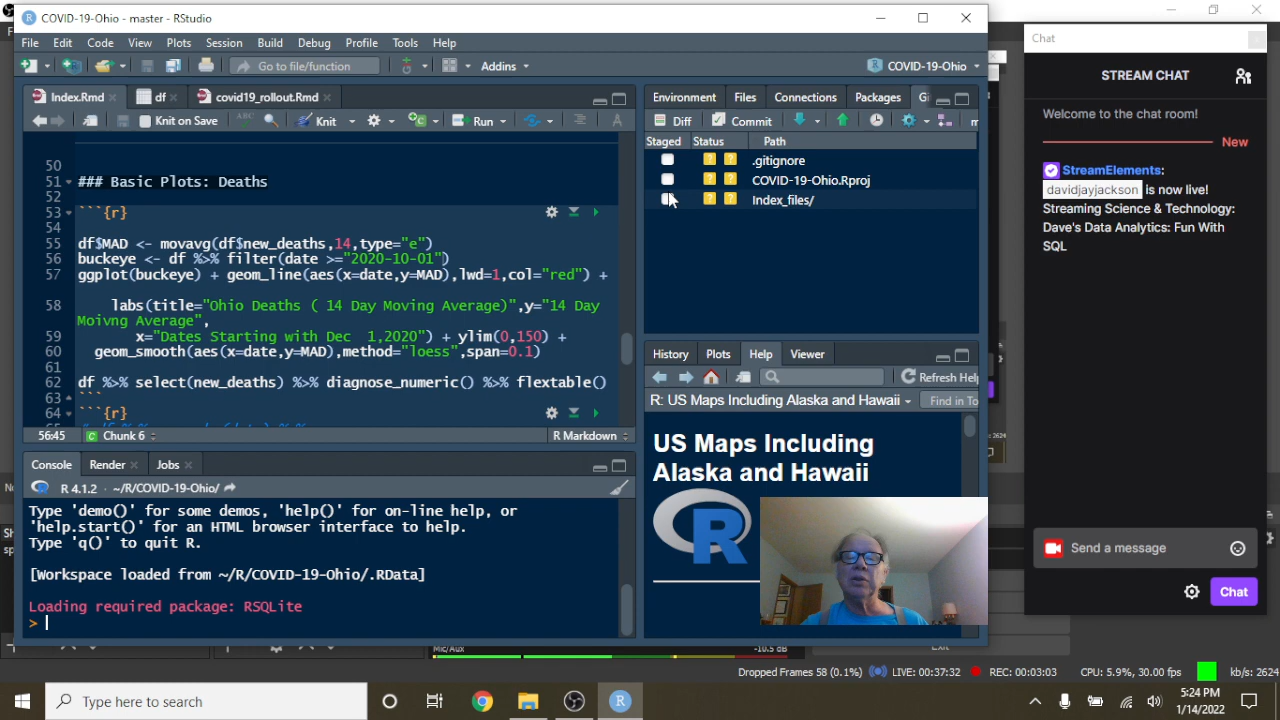 COVID-19-Ohio - master - RStudio
File Edit Code View Plots Session Build Debug Profile Tools Help
Go to file/function
Addins
COVID-19-Ohio
Index.Rmd
df
covid19_rollout.Rmd
Knit on Save
ABC
Knit
Run
50
51 ### Basic Plots: Deaths
52
53 ```{r}
54
55 df$MAD <- movavg(df$new_deaths,14,type="e")
56 buckeye <- df %>% filter(date >="2020-10-01")
57 ggplot(buckeye) + geom_line(aes(x=date,y=MAD),lwd=1,col="red") +
58 labs(title="Ohio Deaths ( 14 Day Moving Average)",y="14 Day
Moivng Average",
59 x="Dates Starting with Dec  1,2020") + ylim(0,150) +
60 geom_smooth(aes(x=date,y=MAD),method="loess",span=0.1)
61
62 df %>% select(new_deaths) %>% diagnose_numeric() %>% flextable()
63 ```
64 ```{r}
56:45
Chunk 6
R Markdown
Console Render Jobs
R 4.1.2 · ~/R/COVID-19-Ohio/
Type 'demo()' for some demos, 'help()' for on-line help, or
'help.start()' for an HTML browser interface to help.
Type 'q()' to quit R.
[Workspace loaded from ~/R/COVID-19-Ohio/.RData]
Loading required package: RSQLite
>
Environment Files Connections Packages Gi
Diff Commit
Staged Status Path
? ? .gitignore
? ? COVID-19-Ohio.Rproj
? ? Index_files/
History Plots Help Viewer
Refresh Help
R: US Maps Including Alaska and Hawaii
Find in To
US Maps Including
Alaska and Hawaii
R
Chat
STREAM CHAT
Welcome to the chat room!
New
StreamElements:
davidjayjackson is now live!
Streaming Science & Technology:
Dave's Data Analytics: Fun With
SQL
Send a message
Chat
Mic/Aux
-10.5 dB
Exit
Dropped Frames 58 (0.1%)
LIVE: 00:37:32
REC: 00:03:03
CPU: 5.9%, 30.00 fps
kb/s: 2624
Type here to search
5:24 PM
1/14/2022